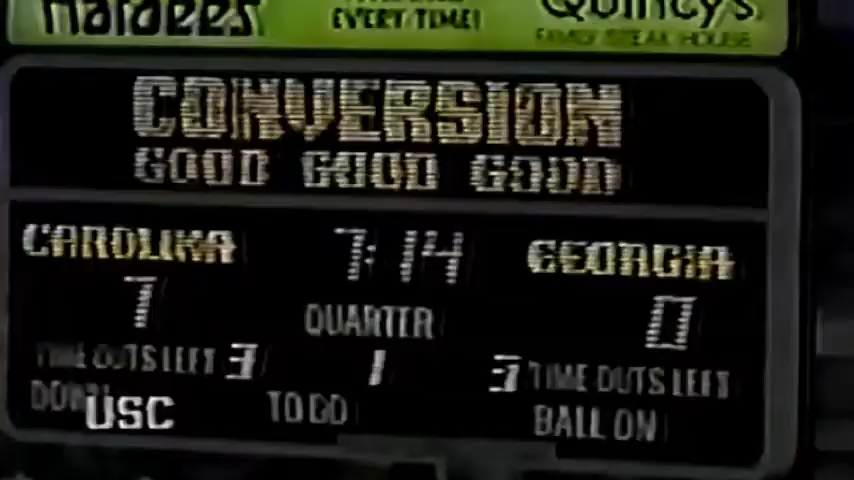 Hardees EVERY TIME! Quincy's
FAMILY STEAK HOUSE
CONVERSION
GOOD GOOD GOOD
CAROLINA 7:14 GEORGIA
7 QUARTER 0
TIME OUTS LEFT 3 1 3 TIME OUTS LEFT
DOWN USC TO GO BALL ON